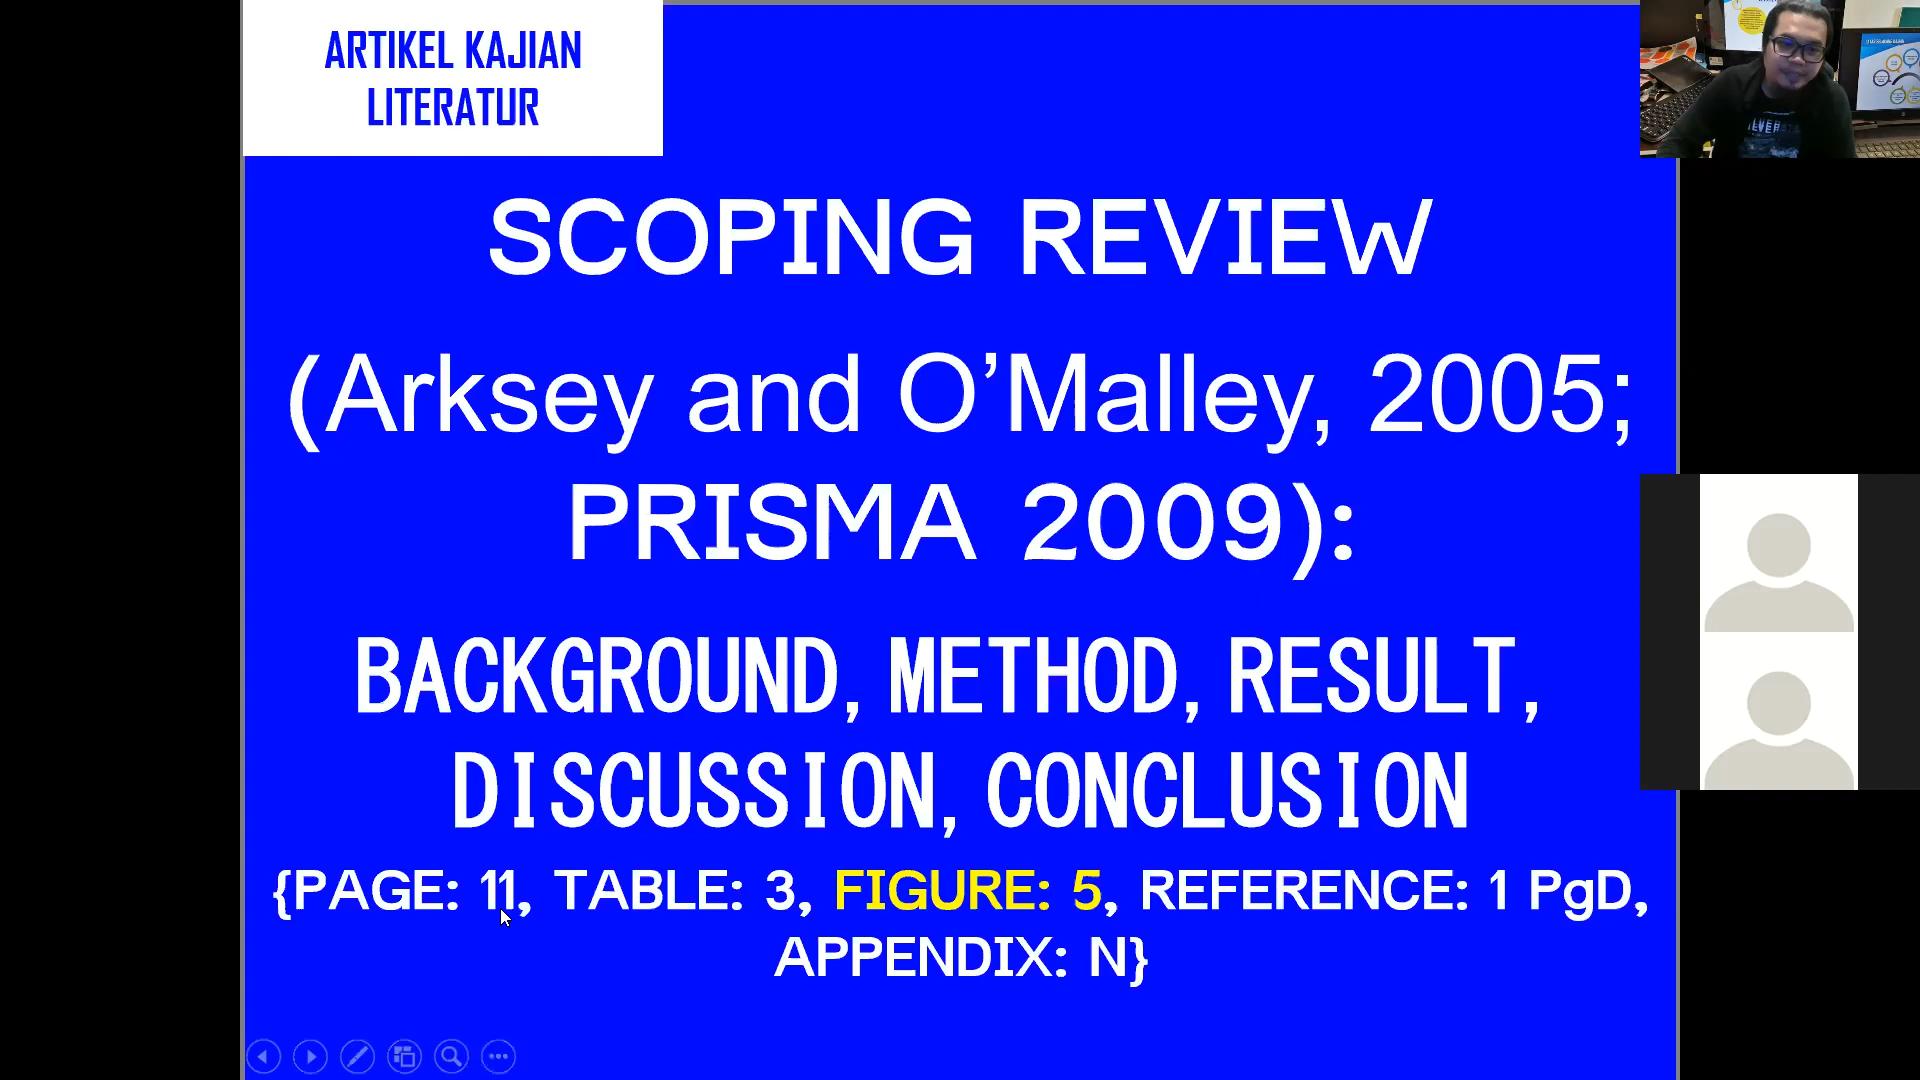 ARTIKEL KAJIAN
LITERATUR
SCOPING REVIEW
(Arksey and O’Malley, 2005;
PRISMA 2009):
BACKGROUND, METHOD, RESULT,
DISCUSSION, CONCLUSION
{PAGE: 11, TABLE: 3, FIGURE: 5, REFERENCE: 1 PgD,
APPENDIX: N}